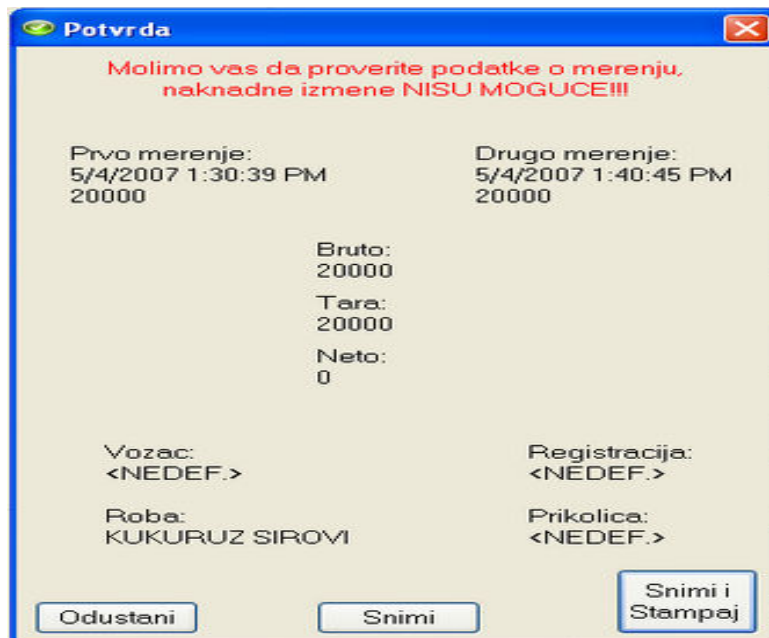 Potvrda
Molimo vas da proverite podatke o merenju,
naknadne izmene NISU MOGUCE!!!
Prvo merenje:
5/4/2007 1:30:39 PM
20000
Drugo merenje:
5/4/2007 1:40:45 PM
20000
Bruto:
20000
Tara:
20000
Neto:
0
Vozac:
<NEDEF.>
Registracija:
<NEDEF.>
Roba:
KUKURUZ SIROVI
Prikolica:
<NEDEF.>
Odustani
Snimi
Snimi i
Stampaj